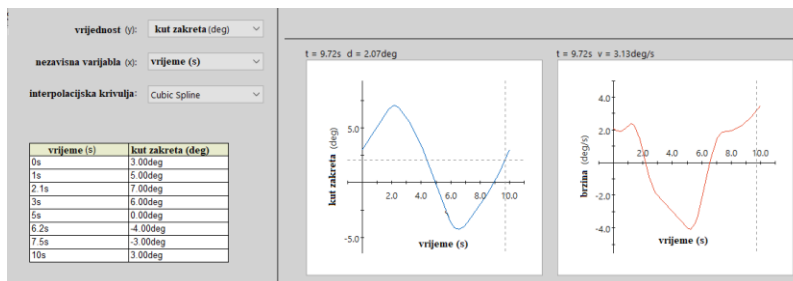 vrijednost (y): kut zakreta (deg)
nezavisna varijabla (x): vrijeme (s)
interpolacijska krivulja: Cubic Spline
vrijeme (s) kut zakreta (deg)
0s 3.00deg
1s 5.00deg
2.1s 7.00deg
3s 6.00deg
5s 0.00deg
6.2s -4.00deg
7.5s -3.00deg
10s 3.00deg
t = 9.72s d = 2.07deg
kut zakreta (deg)
5.0
2.0 4.0 6.0 8.0 10.0
-5.0
vrijeme (s)
t = 9.72s v = 3.13deg/s
brzina (deg/s)
4.0
2.0
2.0 4.0 6.0 8.0 10.0
-2.0
-4.0
vrijeme (s)